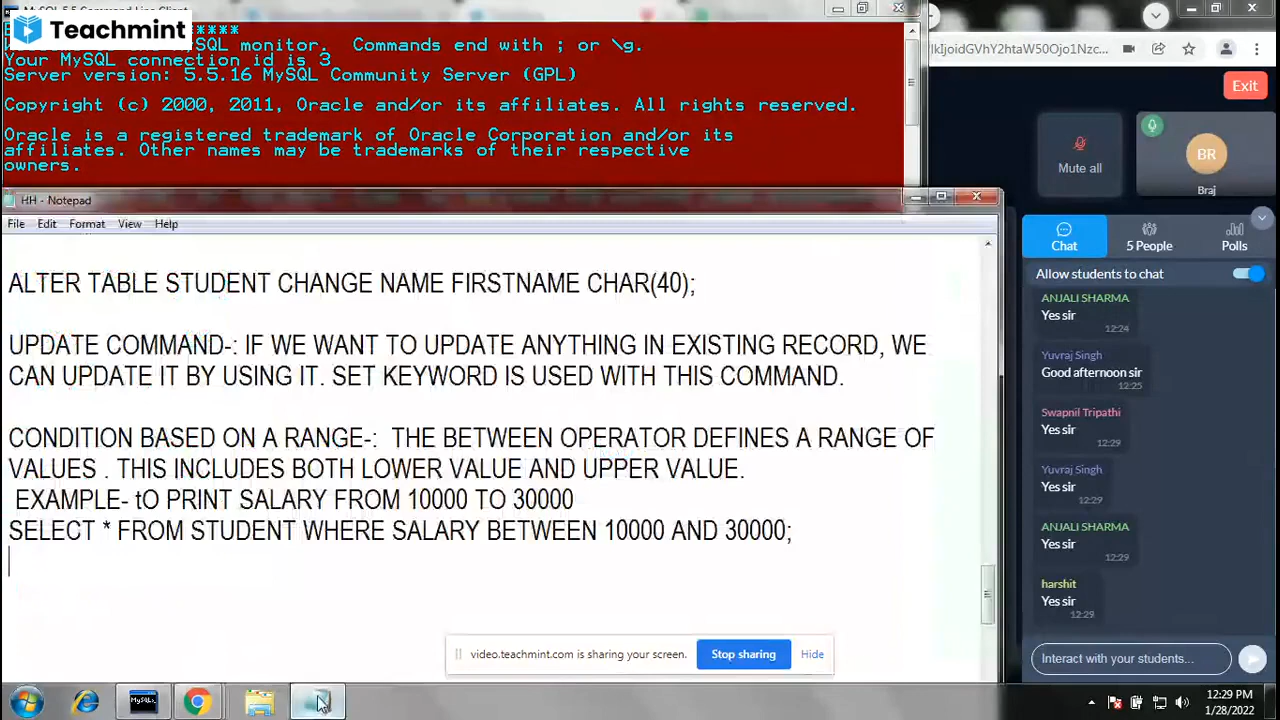 Teachmint
MySQL monitor. Commands end with ; or \g.
Your MySQL connection id is 3
Server version: 5.5.16 MySQL Community Server (GPL)
Copyright (c) 2000, 2011, Oracle and/or its affiliates. All rights reserved.
Oracle is a registered trademark of Oracle Corporation and/or its
affiliates. Other names may be trademarks of their respective
owners.
HH - Notepad
File Edit Format View Help
ALTER TABLE STUDENT CHANGE NAME FIRSTNAME CHAR(40);
UPDATE COMMAND-: IF WE WANT TO UPDATE ANYTHING IN EXISTING RECORD, WE
CAN UPDATE IT BY USING IT. SET KEYWORD IS USED WITH THIS COMMAND.
CONDITION BASED ON A RANGE-: THE BETWEEN OPERATOR DEFINES A RANGE OF
VALUES . THIS INCLUDES BOTH LOWER VALUE AND UPPER VALUE.
EXAMPLE- tO PRINT SALARY FROM 10000 TO 30000
SELECT * FROM STUDENT WHERE SALARY BETWEEN 10000 AND 30000;
video.teachmint.com is sharing your screen.
Stop sharing
Hide
Exit
Mute all
BR
Braj
Chat
5 People
Polls
Allow students to chat
ANJALI SHARMA
Yes sir
12:24
Yuvraj Singh
Good afternoon sir
12:25
Swapnil Tripathi
Yes sir
12:29
Yuvraj Singh
Yes sir
12:29
ANJALI SHARMA
Yes sir
12:29
harshit
Yes sir
12:29
Interact with your students...
12:29 PM
1/28/2022